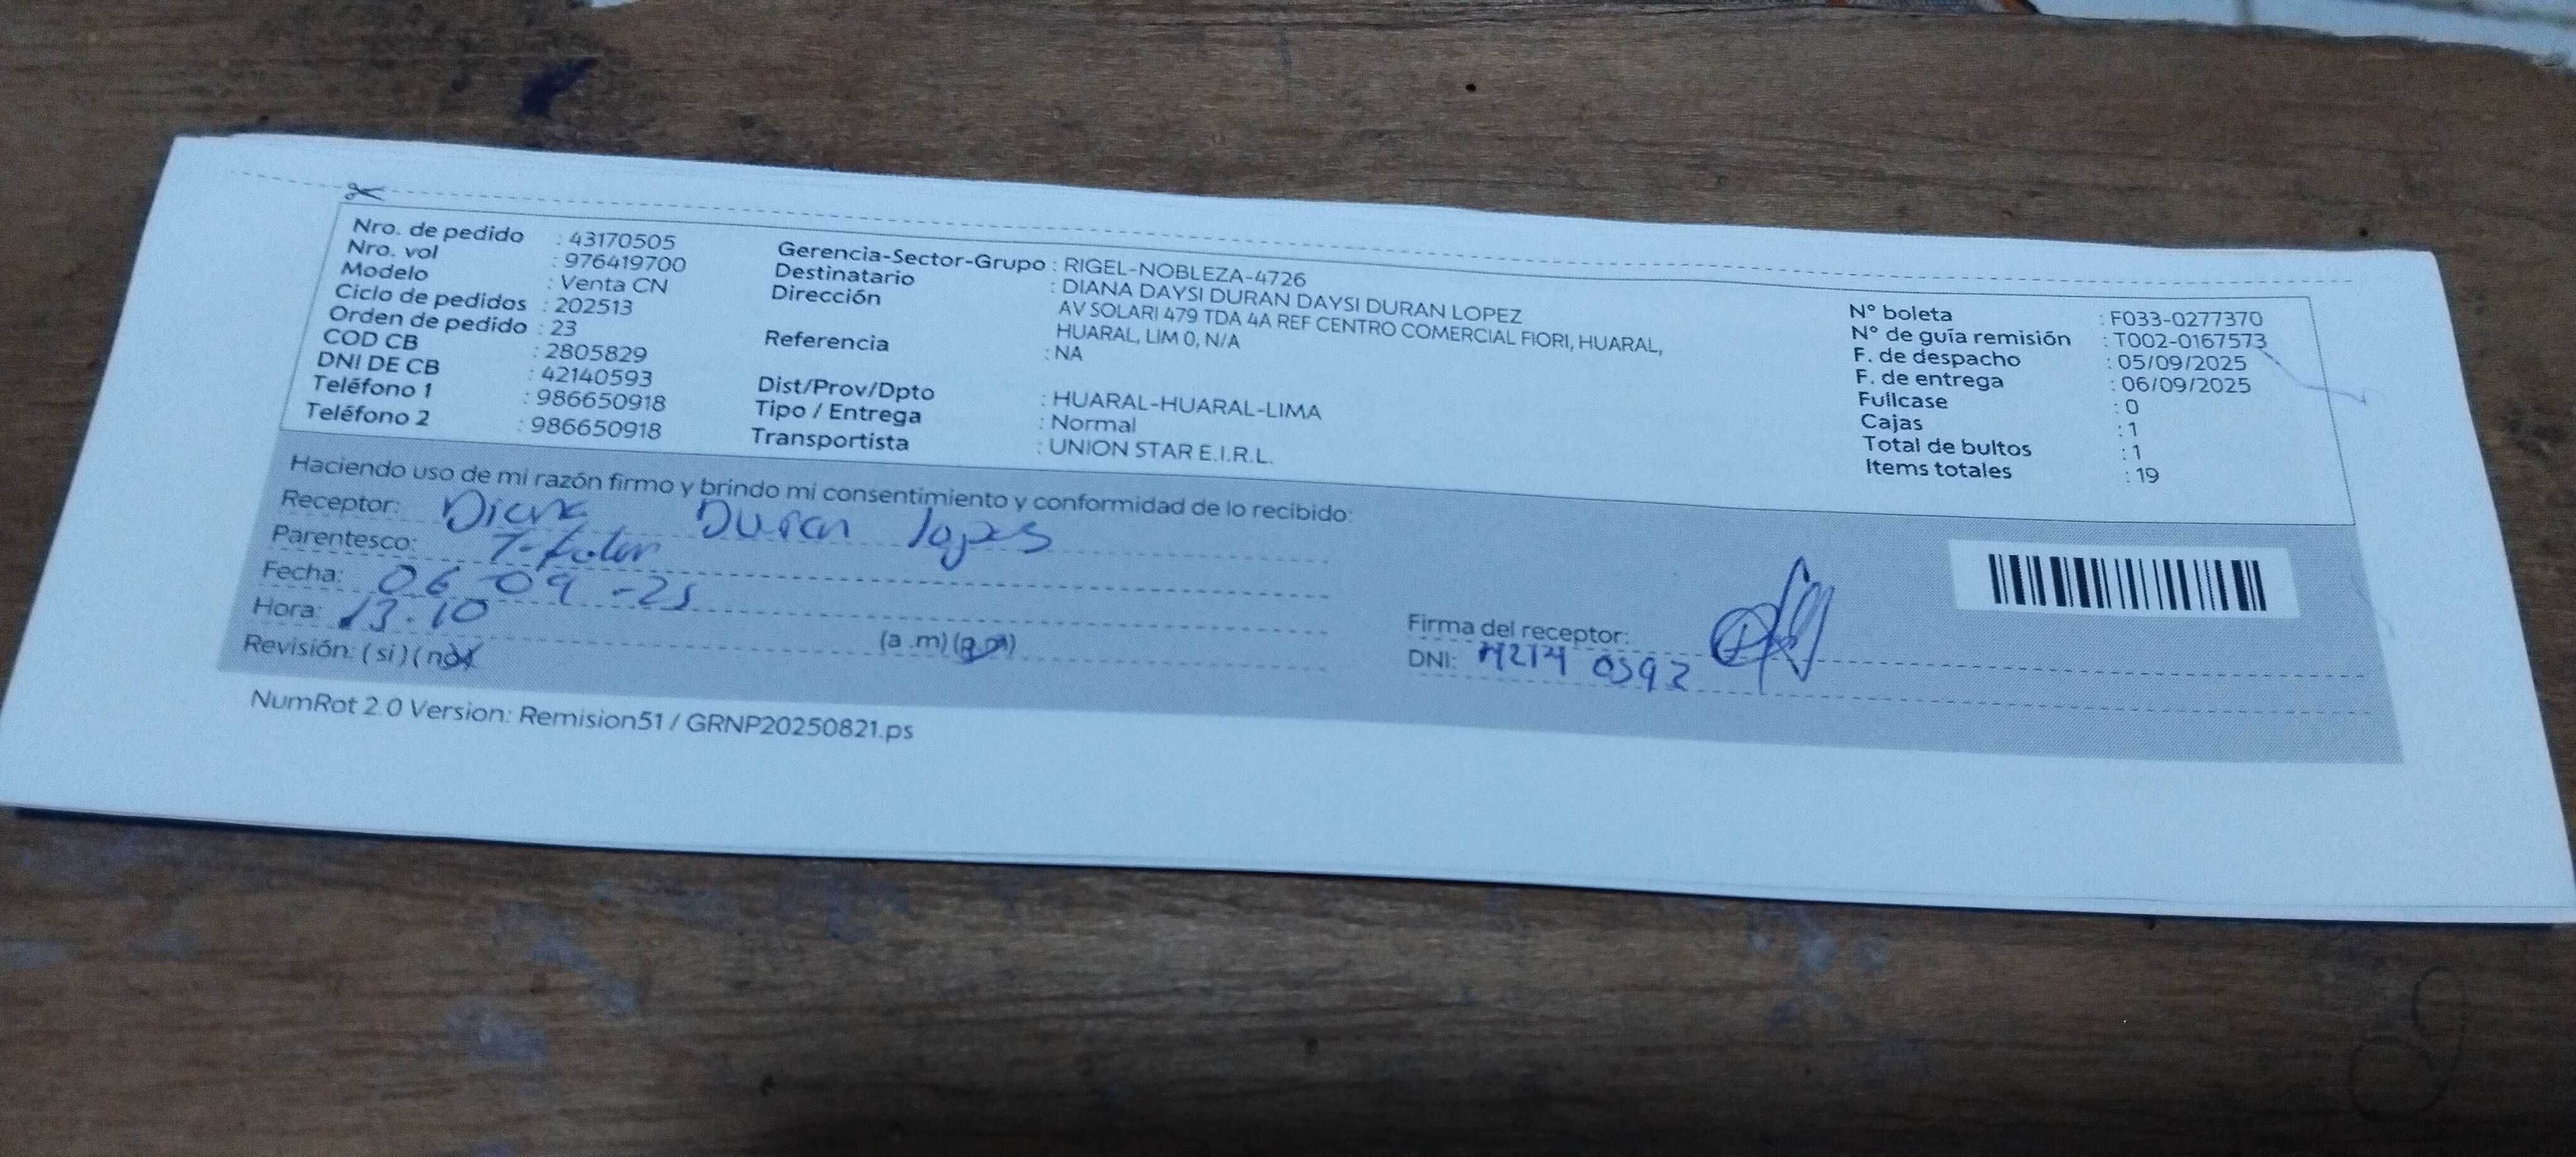 Nro. de pedido : 43170505
Nro. vol : 976419700
Modelo : Venta CN
Ciclo de pedidos : 202513
Orden de pedido : 23
COD CB : 2805829
DNI DE CB : 42140593
Teléfono 1 : 986650918
Teléfono 2 : 986650918
Gerencia-Sector-Grupo : RIGEL-NOBLEZA-4726
Destinatario : DIANA DAYSI DURAN DAYSI DURAN LOPEZ
Dirección AV SOLARI 479 TDA 4A REF CENTRO COMERCIAL FIORI, HUARAL,
HUARAL, LIM 0, N/A
Referencia : NA
Dist/Prov/Dpto : HUARAL-HUARAL-LIMA
Tipo / Entrega : Normal
Transportista : UNION STAR E.I.R.L.
N° boleta : F033-0277370
N° de guía remisión : T002-0167573
F. de despacho : 05/09/2025
F. de entrega : 06/09/2025
Fullcase : 0
Cajas : 1
Total de bultos : 1
Items totales : 19
Haciendo uso de mi razón firmo y brindo mi consentimiento y conformidad de lo recibido:
Receptor: Diana Duran lopes
Parentesco:
Fecha: 06-09-25
Hora: 13.10 (a .m) (p.m)
Revisión: (si) (no)
Firma del receptor:
DNI: 4214 0593
NumRot 2.0 Version: Remision51 / GRNP20250821.ps